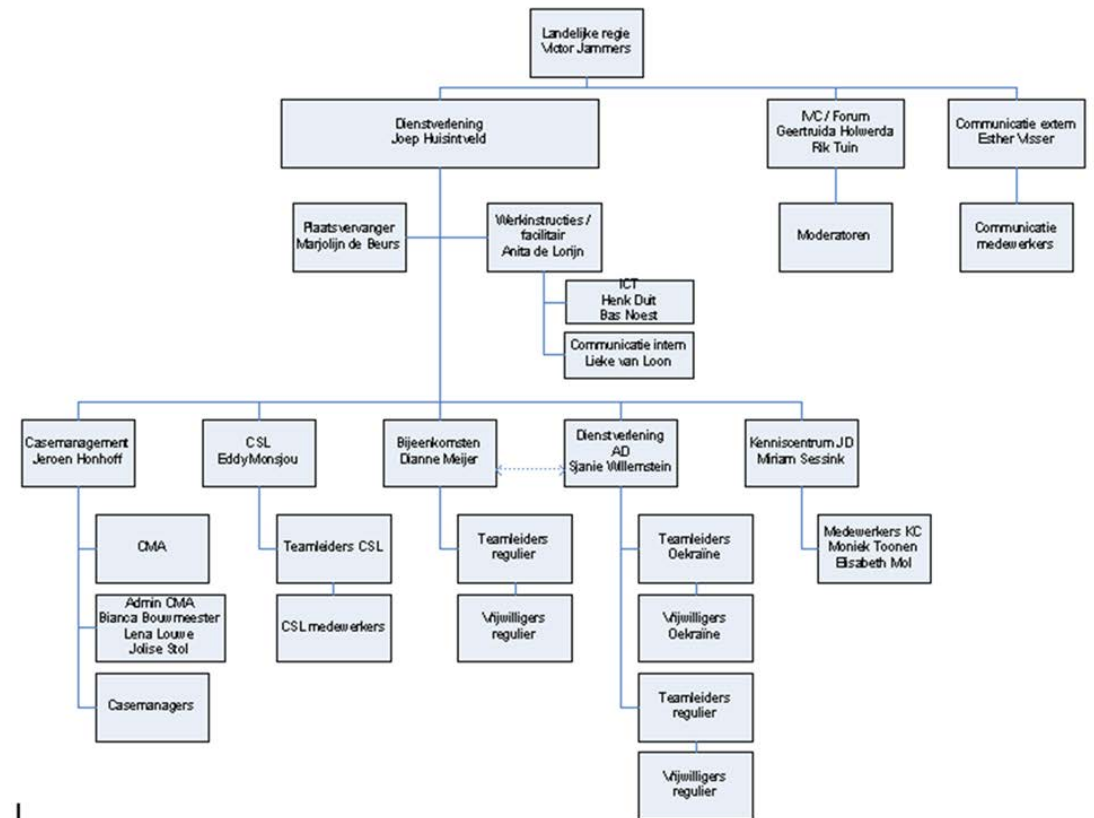 Landelijke regie
Victor Jammers
Dienstverlening
Joep Huisintveld
IVC / Forum
Geertruida Holwerda
Rik Tuin
Communicatie extern
Esther Visser
Plaatsvervanger
Marjolijn de Beurs
Werkinstructies /
facilitair
Anita de Lorijn
Moderatoren
Communicatie
medewerkers
ICT
Henk Duit
Bas Noest
Communicatie intern
Lieke van Loon
Casemanagement
Jeroen Honhoff
CSL
Eddy Monsjou
Bijeenkomsten
Dianne Meijer
Dienstverlening
AD
Sjanie Willemstein
Kenniscentrum JD
Miriam Sessink
CMA
Admin CMA
Bianca Bouwmeester
Lena Louwe
Jolise Stol
Casemanagers
Teamleiders CSL
CSL medewerkers
Teamleiders
regulier
Vrijwilligers
regulier
Teamleiders
Oekraïne
Vrijwilligers
Oekraïne
Teamleiders
regulier
Vrijwilligers
regulier
Medewerkers KC
Moniek Toonen
Elisabeth Mol